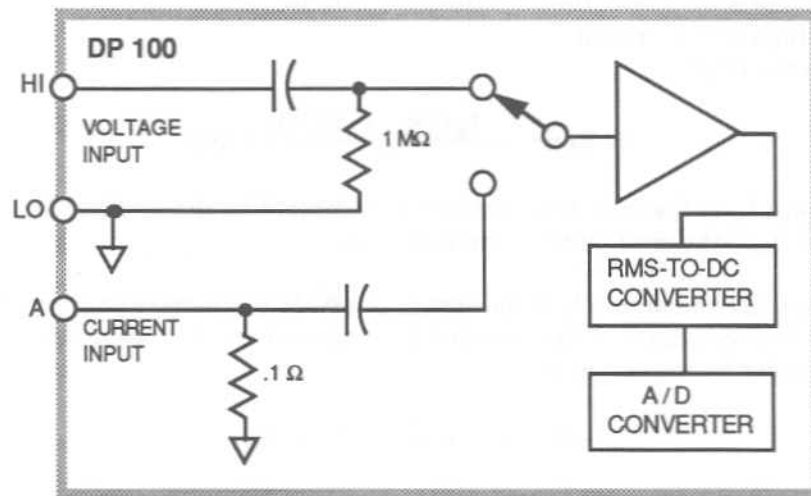 DP 100
HI
VOLTAGE
INPUT
1 MΩ
LO
A
CURRENT
INPUT
.1 Ω
RMS-TO-DC
CONVERTER
A / D
CONVERTER